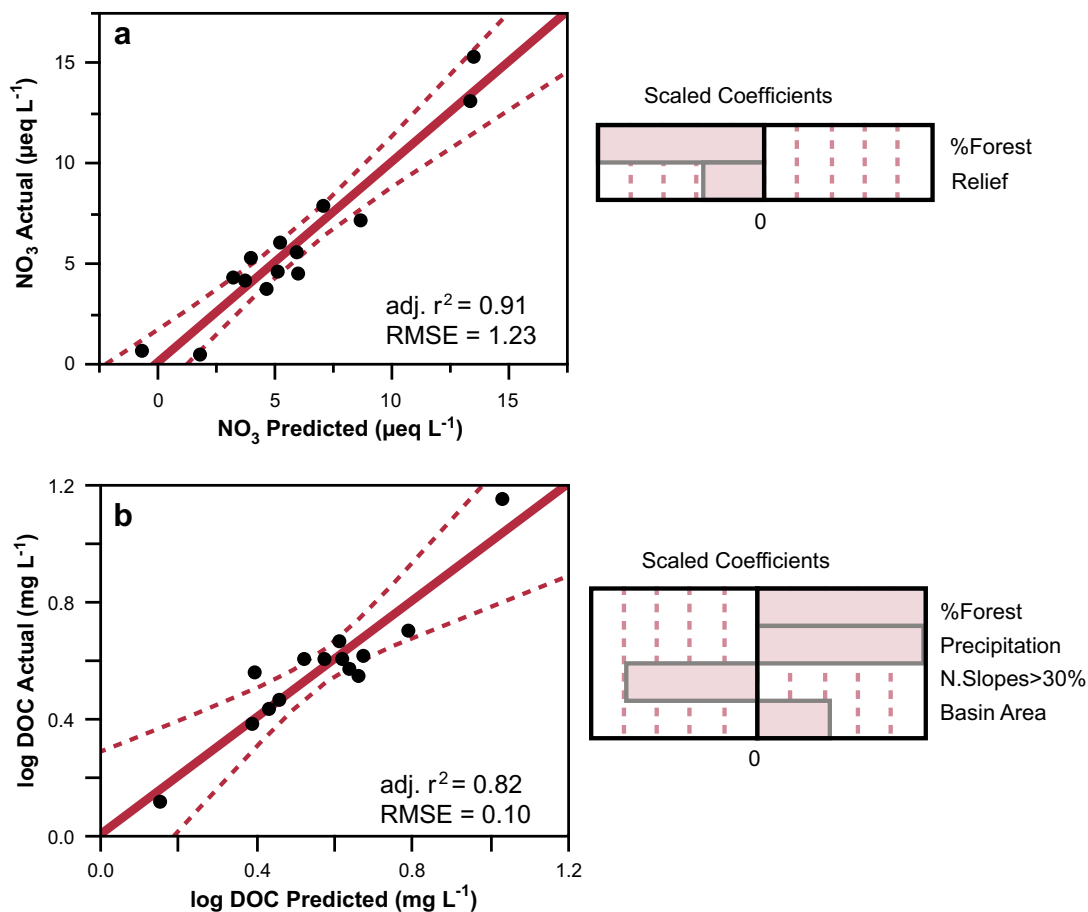 a
15
10
5
0
NO₃ Actual (µeq L⁻¹)
adj. r² = 0.91
RMSE = 1.23
0 5 10 15
NO₃ Predicted (µeq L⁻¹)
Scaled Coefficients
%Forest
Relief
0
b
1.2
0.8
0.4
0.0
log DOC Actual (mg L⁻¹)
adj. r² = 0.82
RMSE = 0.10
0.0 0.4 0.8 1.2
log DOC Predicted (mg L⁻¹)
Scaled Coefficients
%Forest
Precipitation
N.Slopes>30%
Basin Area
0